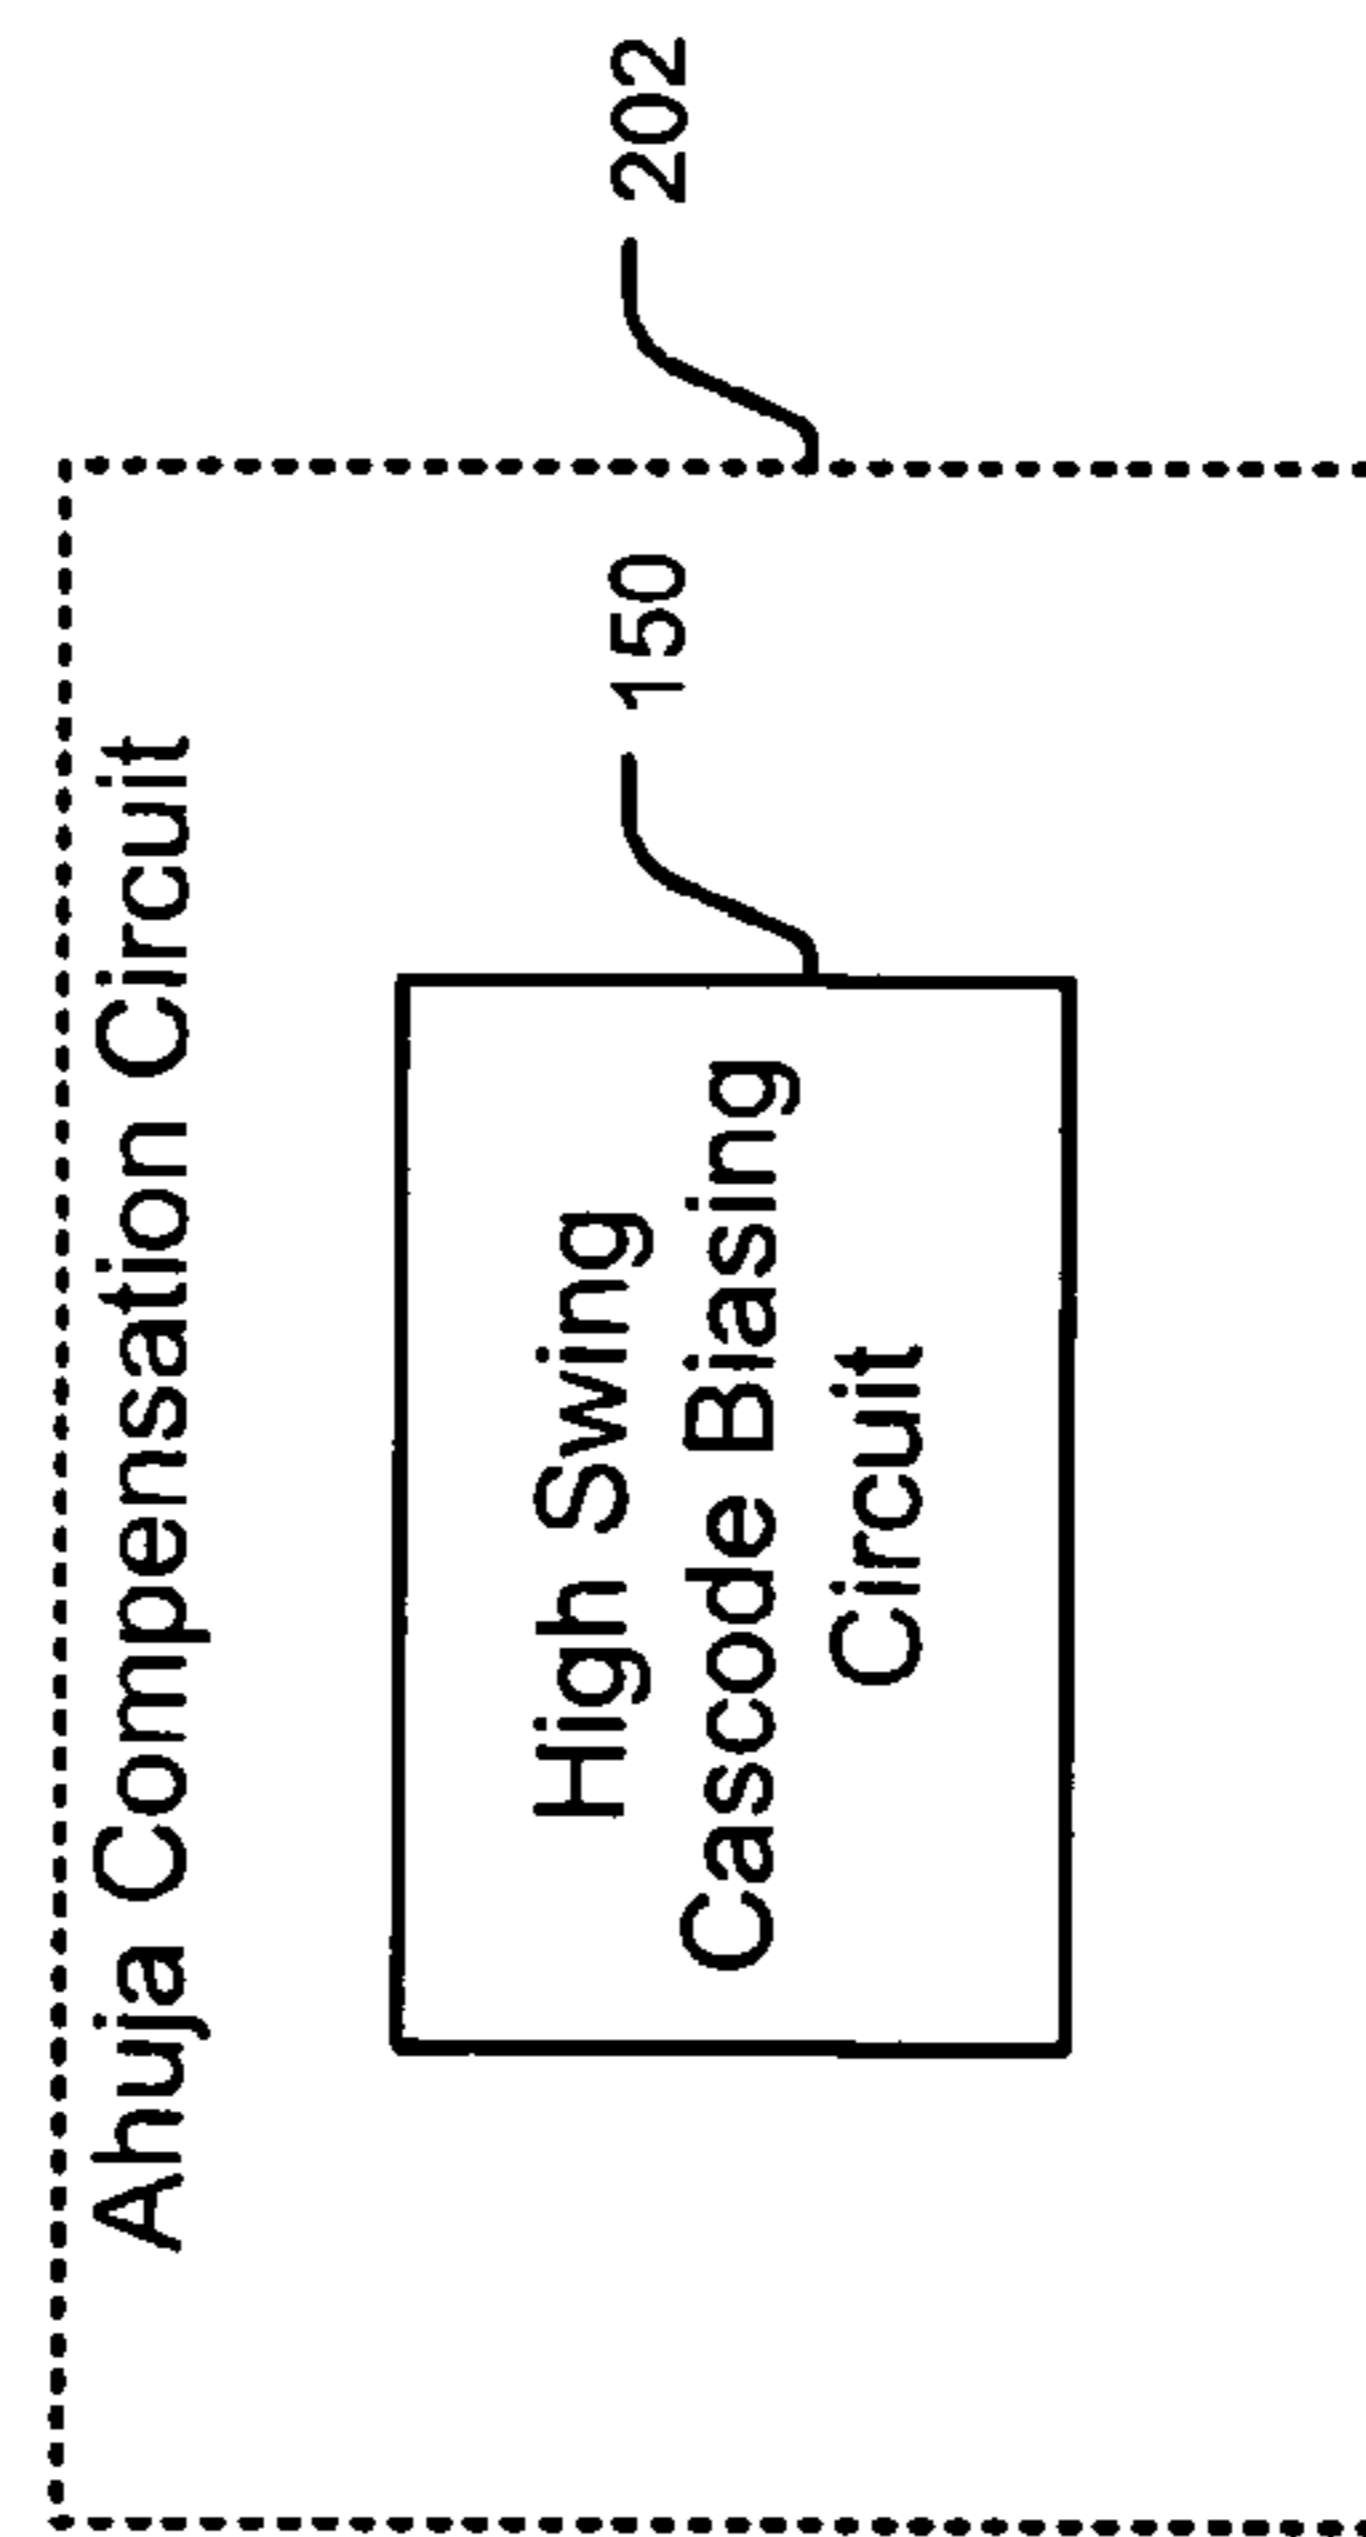 Ahuja Compensation Circuit
High Swing
Cascode Biasing
Circuit
150
202